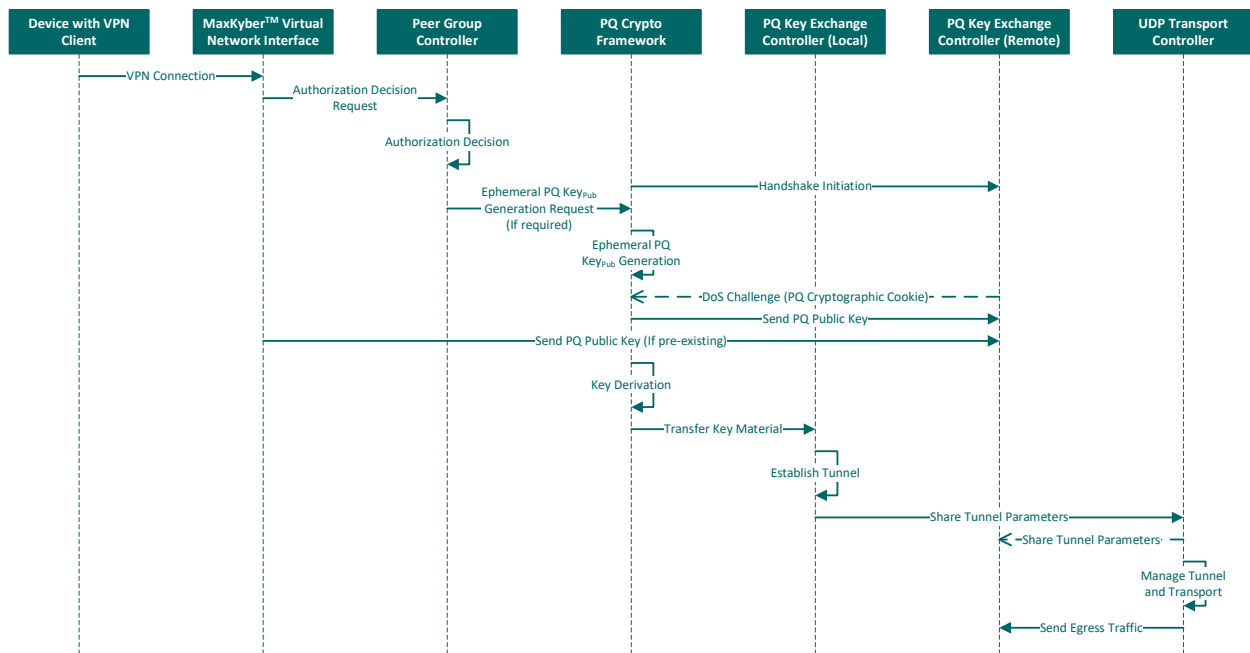 Device with VPN
Client
MaxKyber™ Virtual
Network Interface
Peer Group
Controller
PQ Crypto
Framework
PQ Key Exchange
Controller (Local)
PQ Key Exchange
Controller (Remote)
UDP Transport
Controller
VPN Connection
Authorization Decision
Request
Authorization Decision
Handshake Initiation
Ephemeral PQ KeyPub
Generation Request
(If required)
Ephemeral PQ
KeyPub Generation
DoS Challenge (PQ Cryptographic Cookie)
Send PQ Public Key
Send PQ Public Key (If pre-existing)
Key Derivation
Transfer Key Material
Establish Tunnel
Share Tunnel Parameters
Share Tunnel Parameters
Manage Tunnel
and Transport
Send Egress Traffic